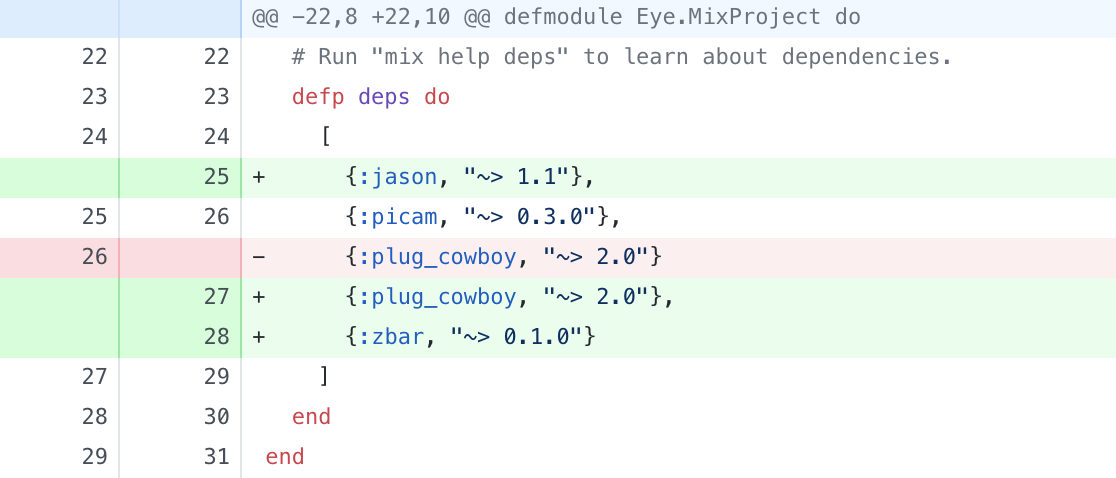 @@ −22,8 +22,10 @@ defmodule Eye.MixProject do
22 22 # Run "mix help deps" to learn about dependencies.
23 23 defp deps do
24 24 [
25 + {:jason, "~> 1.1"},
25 26 {:picam, "~> 0.3.0"},
26 − {:plug_cowboy, "~> 2.0"}
27 + {:plug_cowboy, "~> 2.0"},
28 + {:zbar, "~> 0.1.0"}
27 29 ]
28 30 end
29 31 end